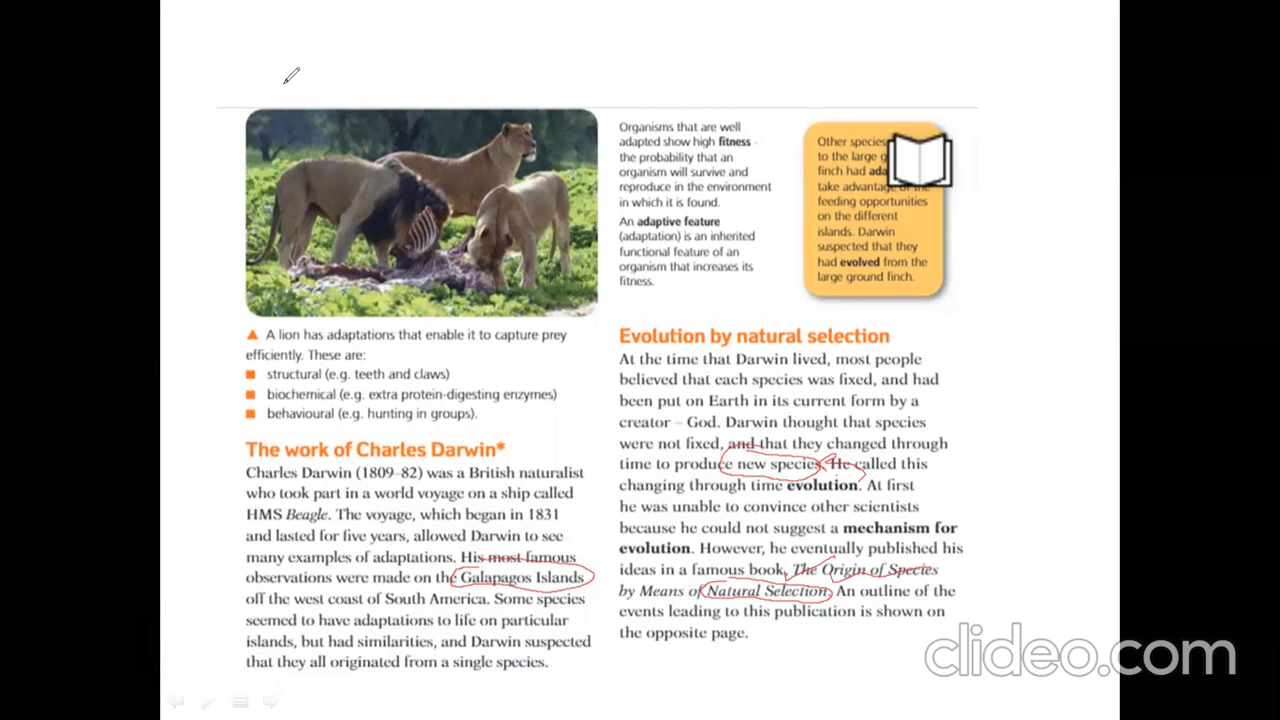 ▲ A lion has adaptations that enable it to capture prey
efficiently. These are:
■ structural (e.g. teeth and claws)
■ biochemical (e.g. extra protein-digesting enzymes)
■ behavioural (e.g. hunting in groups).
The work of Charles Darwin*
Charles Darwin (1809–82) was a British naturalist
who took part in a world voyage on a ship called
HMS Beagle. The voyage, which began in 1831
and lasted for five years, allowed Darwin to see
many examples of adaptations. His most famous
observations were made on the Galapagos Islands
off the west coast of South America. Some species
seemed to have adaptations to life on particular
islands, but had similarities, and Darwin suspected
that they all originated from a single species.
Organisms that are well
adapted show high fitness –
the probability that an
organism will survive and
reproduce in the environment
in which it is found.
An adaptive feature
(adaptation) is an inherited
functional feature of an
organism that increases its
fitness.
Other species
to the large
finch had
take advantage of the
feeding opportunities
on the different
islands. Darwin
suspected that they
had evolved from the
large ground finch.
Evolution by natural selection
At the time that Darwin lived, most people
believed that each species was fixed, and had
been put on Earth in its current form by a
creator – God. Darwin thought that species
were not fixed, and that they changed through
time to produce new species. He called this
changing through time evolution. At first
he was unable to convince other scientists
because he could not suggest a mechanism for
evolution. However, he eventually published his
ideas in a famous book, The Origin of Species
by Means of Natural Selection. An outline of the
events leading to this publication is shown on
the opposite page.
clideo.com